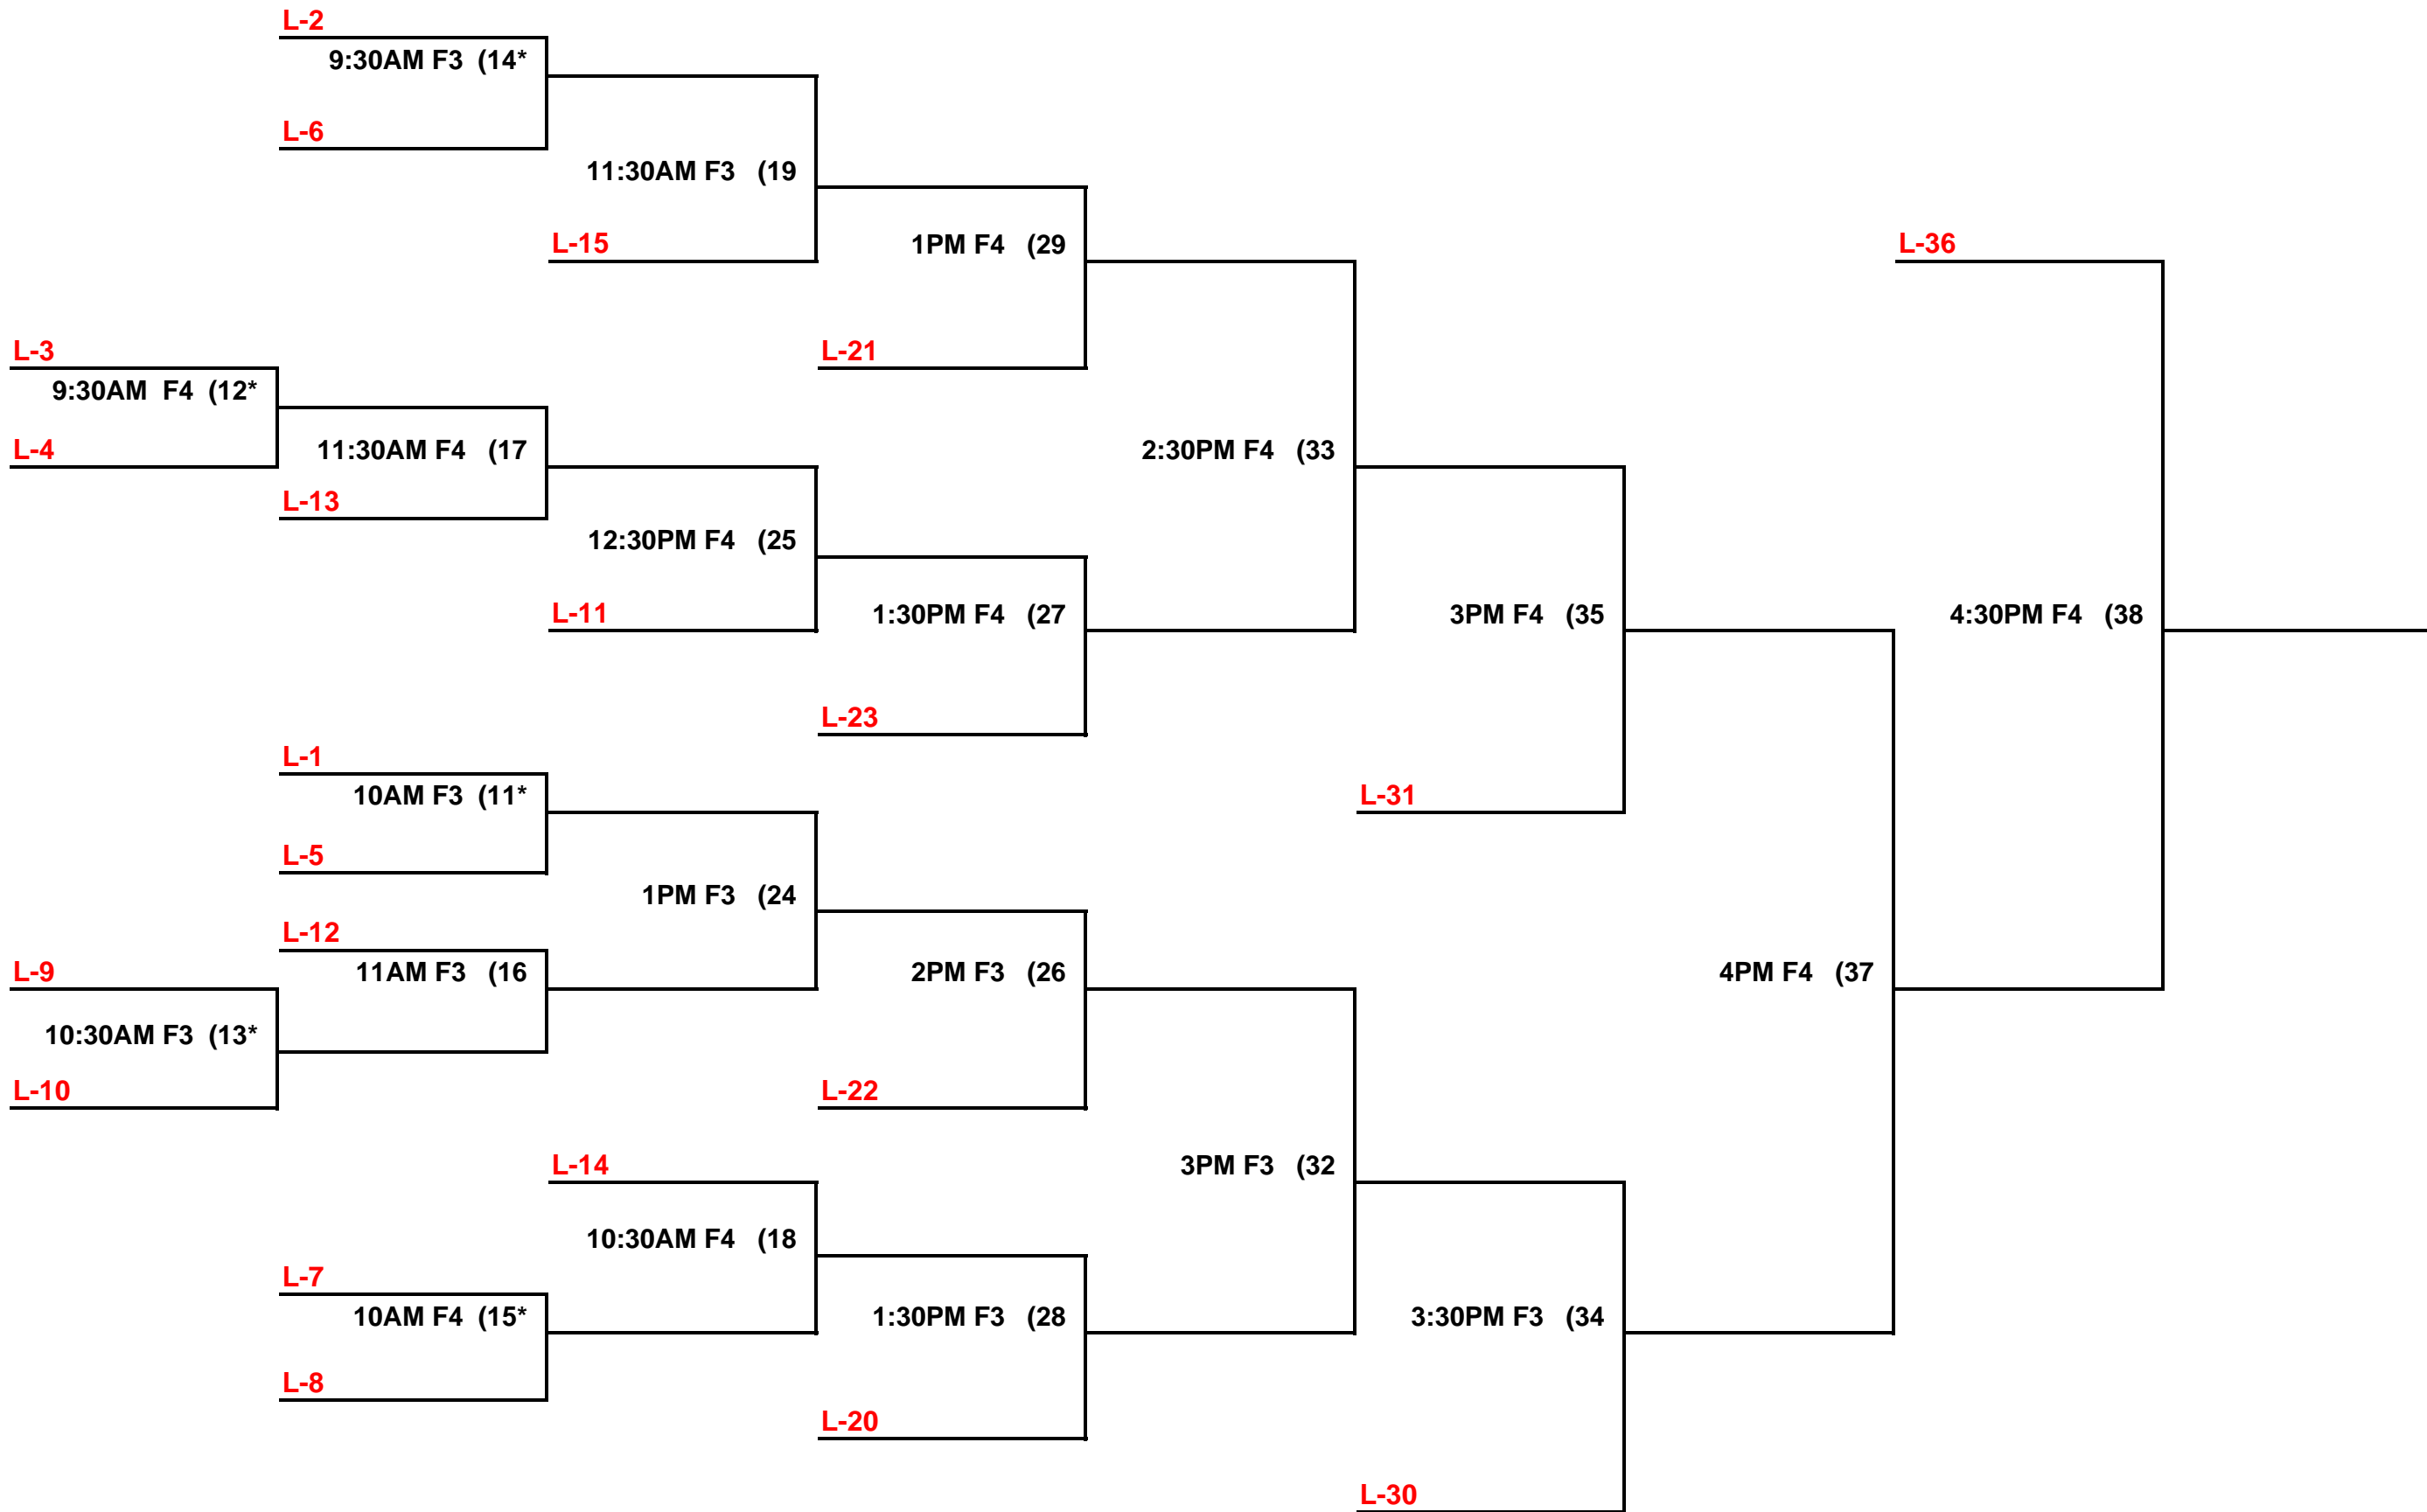 L-2
9:30AM F3 (14*
L-6
11:30AM F3 (19
L-15
1PM F4 (29
L-36
L-3
L-21
9:30AM F4 (12*
L-4
11:30AM F4 (17
2:30PM F4 (33
L-13
12:30PM F4 (25
L-11
1:30PM F4 (27
3PM F4 (35
4:30PM F4 (38
L-23
L-1
10AM F3 (11*
L-31
L-5
1PM F3 (24
L-12
L-9
11AM F3 (16
2PM F3 (26
4PM F4 (37
10:30AM F3 (13*
L-10
L-22
L-14
3PM F3 (32
10:30AM F4 (18
L-7
10AM F4 (15*
1:30PM F3 (28
3:30PM F3 (34
L-8
L-20
L-30